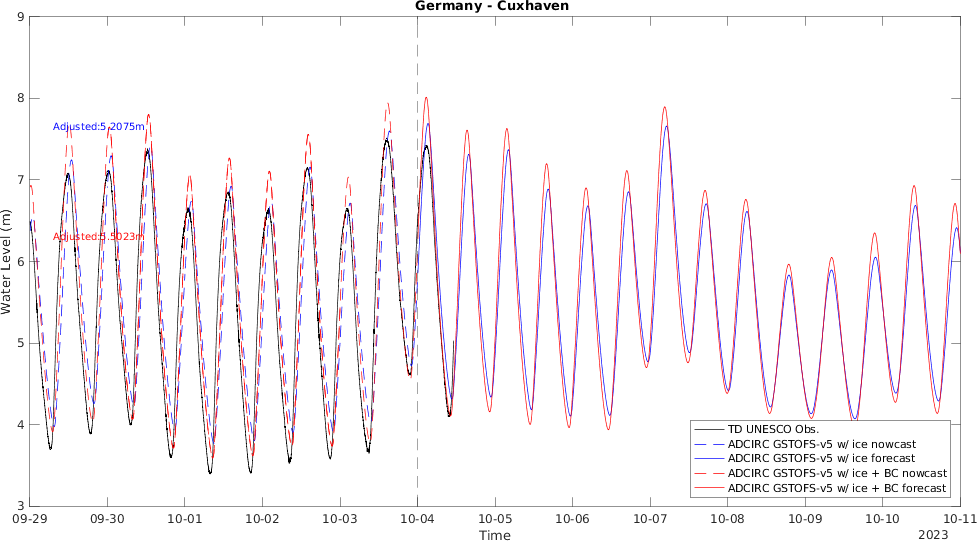 Germany - Cuxhaven
9
8
7
6
5
4
3
Water Level (m)
Adjusted:5.2075m
Adjusted:5.5023m
TD UNESCO Obs.
ADCIRC GSTOFS-v5 w/ ice nowcast
ADCIRC GSTOFS-v5 w/ ice forecast
ADCIRC GSTOFS-v5 w/ ice + BC nowcast
ADCIRC GSTOFS-v5 w/ ice + BC forecast
09-29 09-30 10-01 10-02 10-03 10-04 10-05 10-06 10-07 10-08 10-09 10-10 10-11
Time
2023